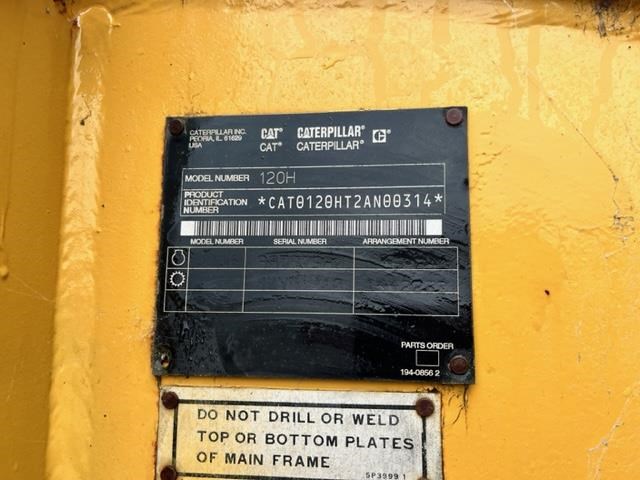 CATERPILLAR INC.
PEORIA, IL 61629
USA
CAT® CATERPILLAR® G®
CAT® CATERPILLAR®
MODEL NUMBER 120H
PRODUCT
IDENTIFICATION
NUMBER *CAT0120HT2AN00314*
MODEL NUMBER SERIAL NUMBER ARRANGEMENT NUMBER
PARTS ORDER
194-0856 2
DO NOT DRILL OR WELD
TOP OR BOTTOM PLATES
OF MAIN FRAME
5P3999 1